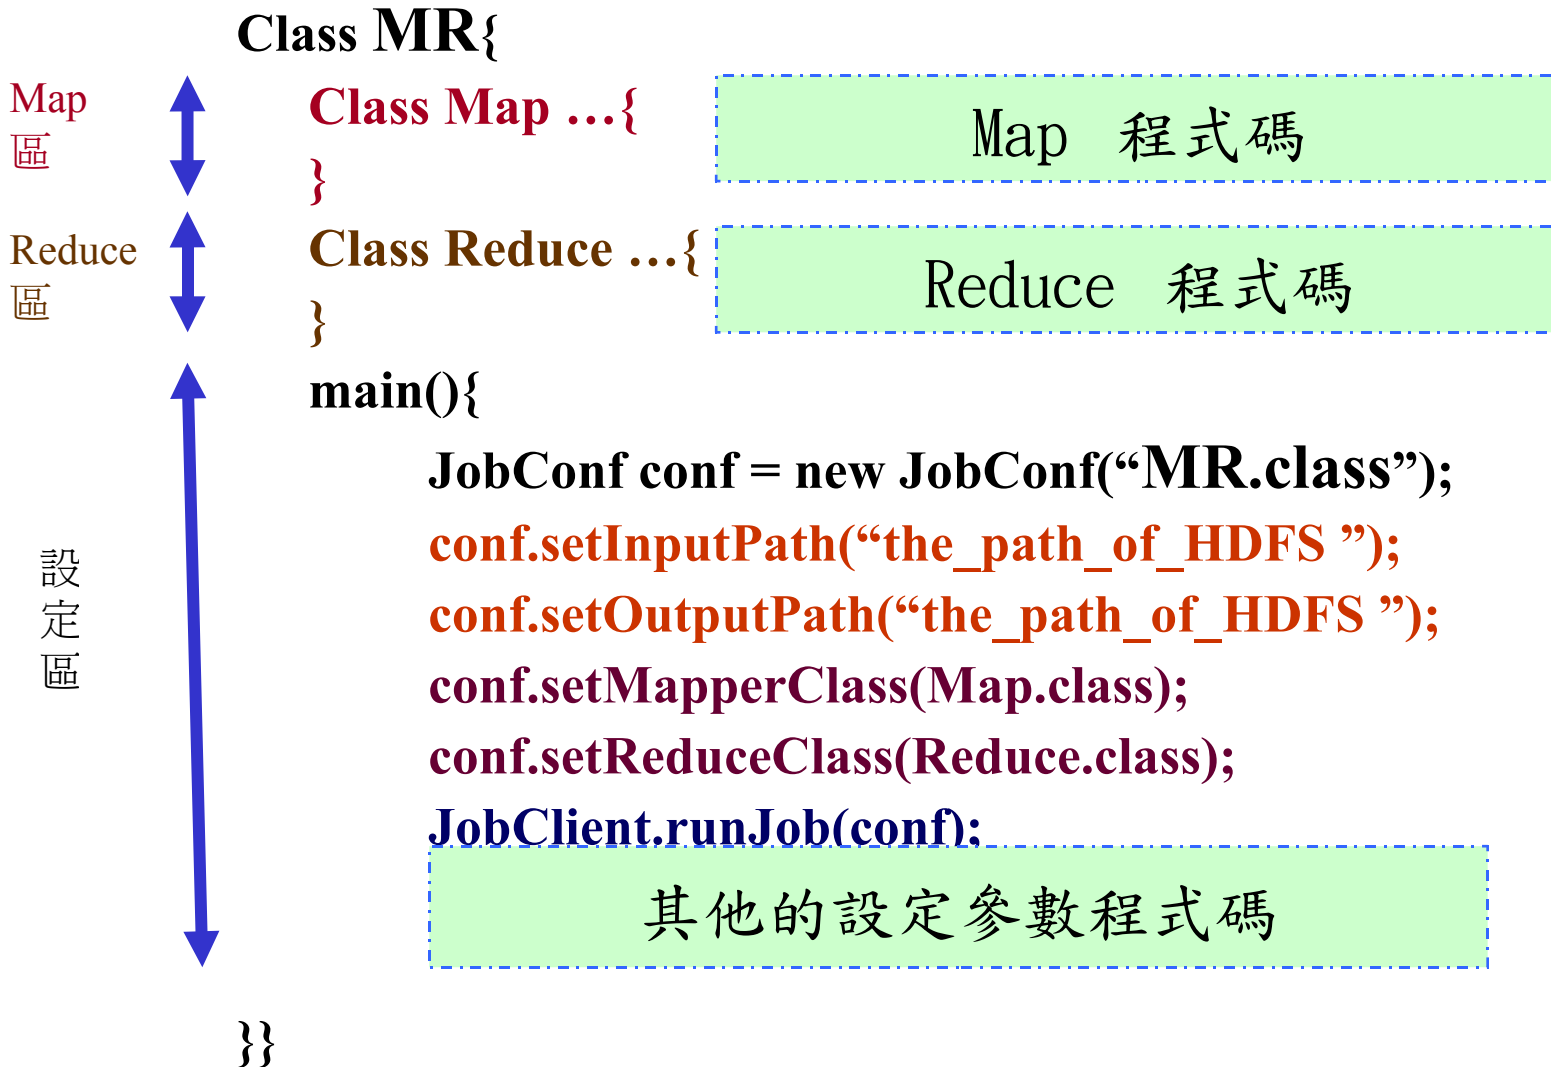 Class MR{
Map
區
Class Map …{
Map 程式碼
}
Reduce
區
Class Reduce …{
Reduce 程式碼
}
main(){
設
定
區
JobConf conf = new JobConf(“MR.class”);
conf.setInputPath(“the_path_of_HDFS ”);
conf.setOutputPath(“the_path_of_HDFS ”);
conf.setMapperClass(Map.class);
conf.setReduceClass(Reduce.class);
JobClient.runJob(conf);
其他的設定參數程式碼
}}